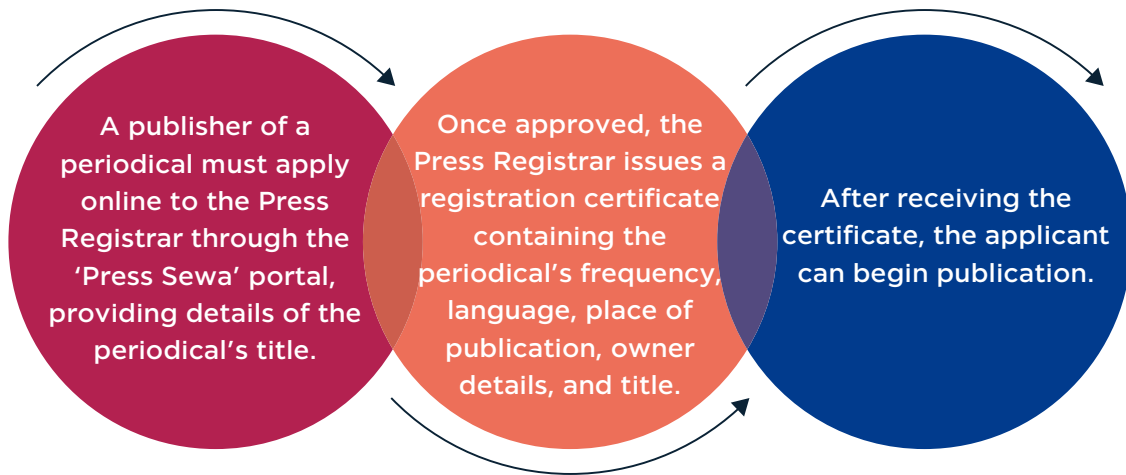 A publisher of a
periodical must apply
online to the Press
Registrar through the
‘Press Sewa’ portal,
providing details of the
periodical’s title.
Once approved, the
Press Registrar issues a
registration certificate
containing the
periodical’s frequency,
language, place of
publication, owner
details, and title.
After receiving the
certificate, the applicant
can begin publication.